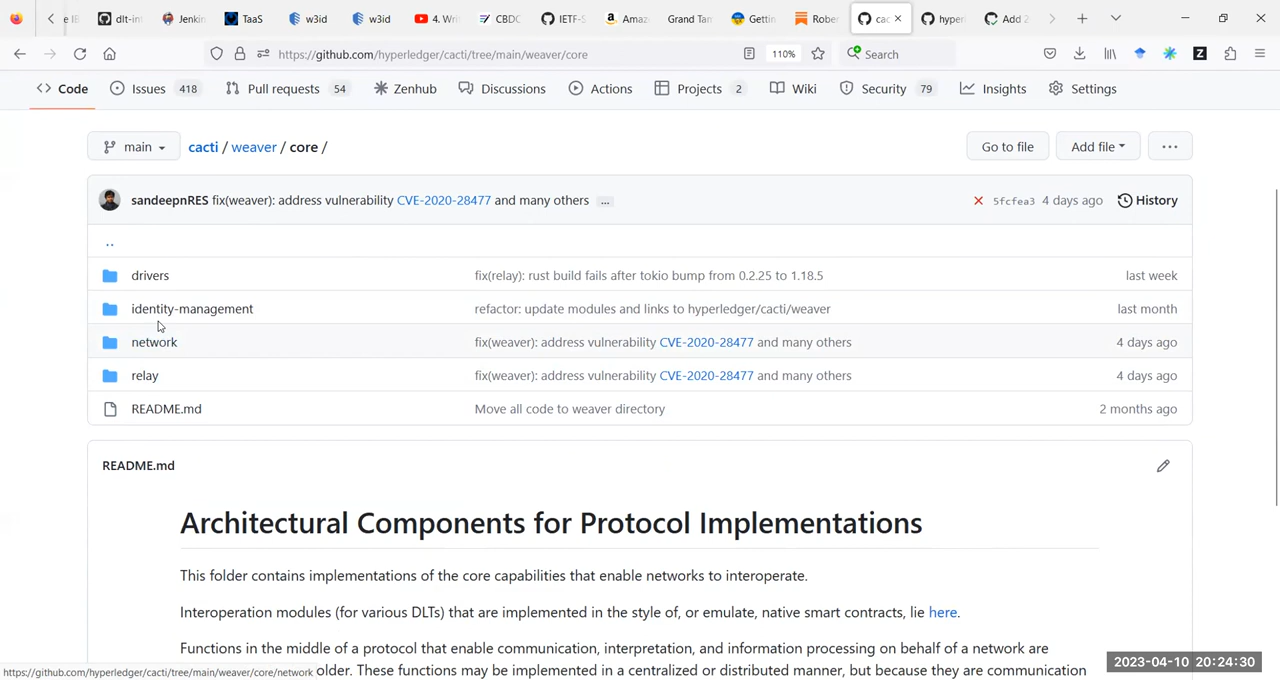 e IB
dlt-in
Jenkin
TaaS
w3id
w3id
4. Wri
CBDC
IETF-S
Amaz
Grand Tan
Gettin
Rober
cac
hyper
Add 2
https://github.com/hyperledger/cacti/tree/main/weaver/core
110%
Search
Code
Issues 418
Pull requests 54
Zenhub
Discussions
Actions
Projects 2
Wiki
Security 79
Insights
Settings
main
cacti / weaver / core /
Go to file
Add file
...
sandeepnRES fix(weaver): address vulnerability CVE-2020-28477 and many others ...
5fcfea3 4 days ago History
..
drivers fix(relay): rust build fails after tokio bump from 0.2.25 to 1.18.5 last week
identity-management refactor: update modules and links to hyperledger/cacti/weaver last month
network fix(weaver): address vulnerability CVE-2020-28477 and many others 4 days ago
relay fix(weaver): address vulnerability CVE-2020-28477 and many others 4 days ago
README.md Move all code to weaver directory 2 months ago
README.md
Architectural Components for Protocol Implementations
This folder contains implementations of the core capabilities that enable networks to interoperate.
Interoperation modules (for various DLTs) that are implemented in the style of, or emulate, native smart contracts, lie here.
Functions in the middle of a protocol that enable communication, interpretation, and information processing on behalf of a network are
older. These functions may be implemented in a centralized or distributed manner, but because they are communication
https://github.com/hyperledger/cacti/tree/main/weaver/core/network
2023-04-10 20:24:30